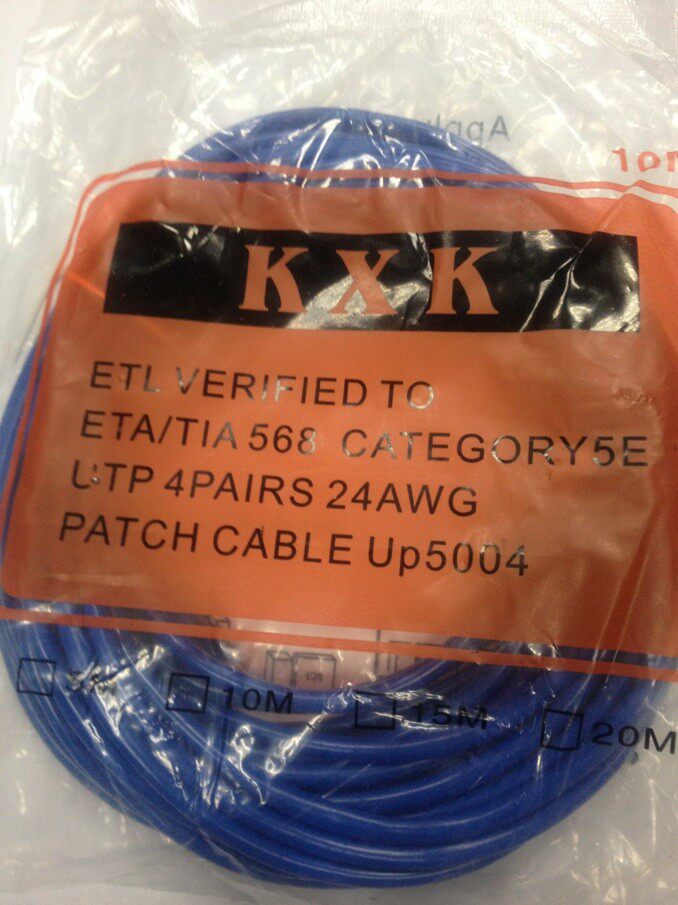 KXK
ETL VERIFIED TO
ETA/TIA 568 CATEGORY5E
UTP 4PAIRS 24AWG
PATCH CABLE Up5004
10M
15M
20M